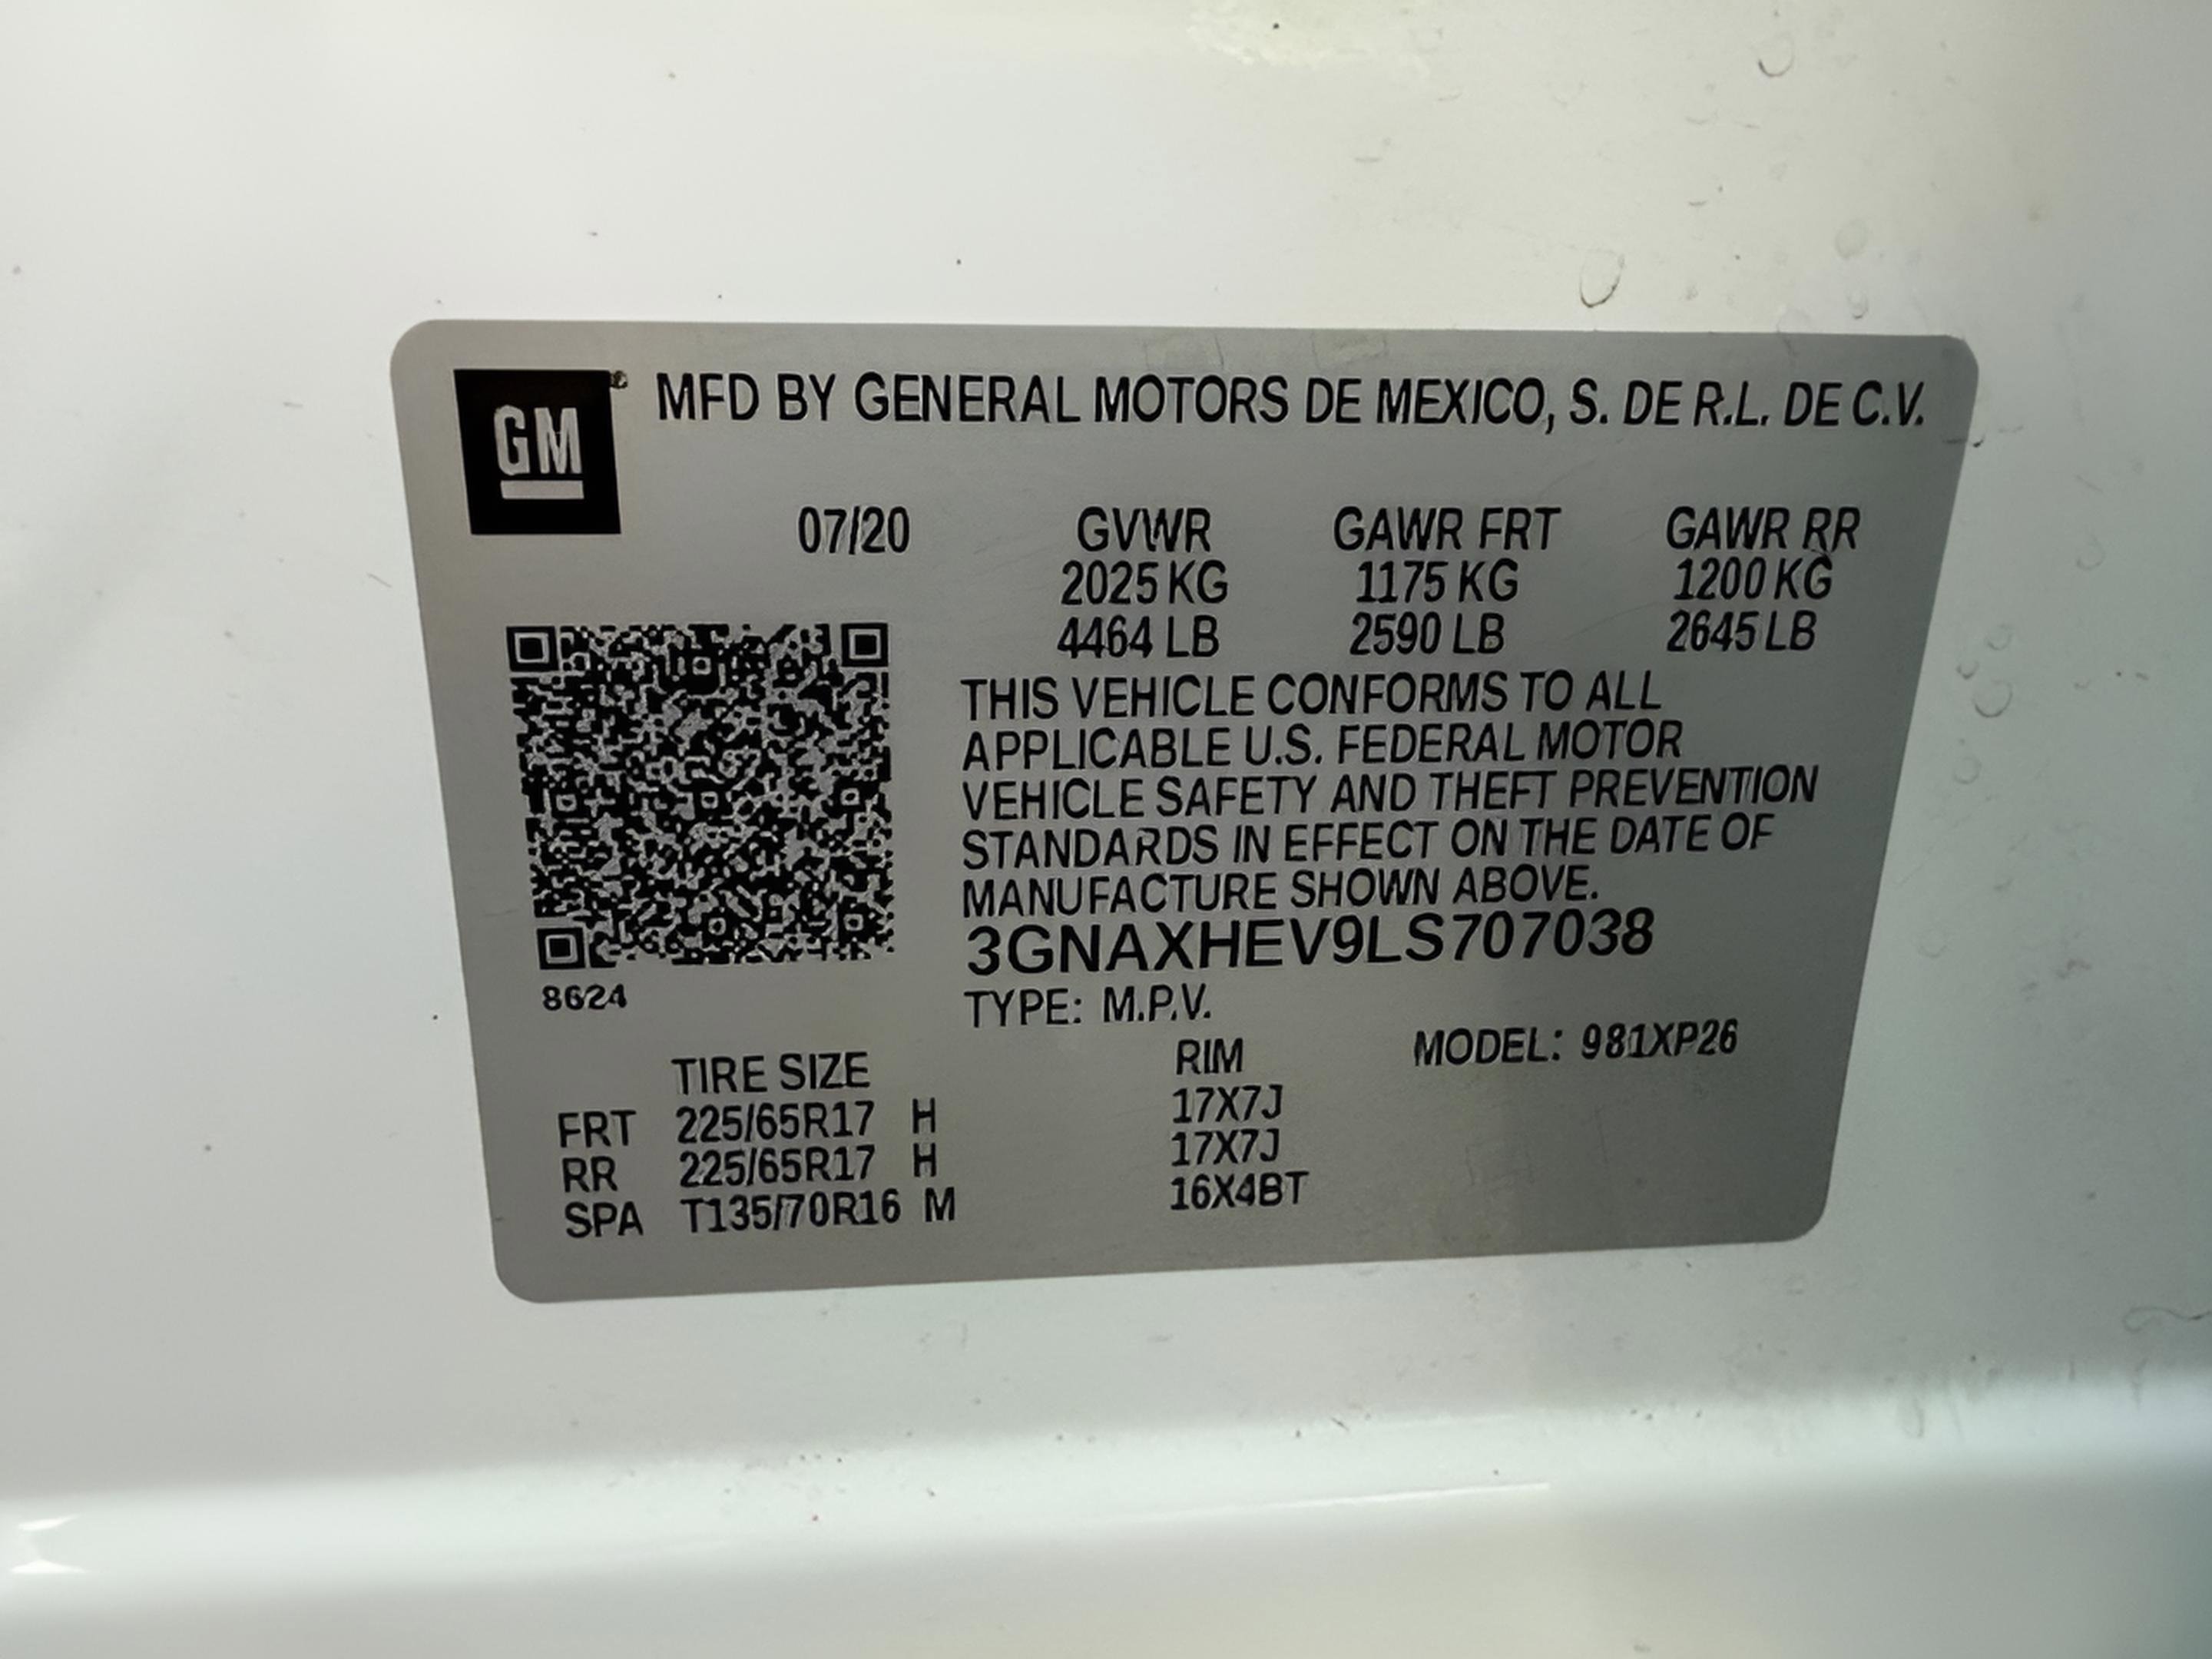 GM
MFD BY GENERAL MOTORS DE MEXICO, S. DE R.L. DE C.V.
07/20 GVWR GAWR FRT GAWR RR
2025 KG 1175 KG 1200 KG
4464 LB 2590 LB 2645 LB
THIS VEHICLE CONFORMS TO ALL
APPLICABLE U.S. FEDERAL MOTOR
VEHICLE SAFETY AND THEFT PREVENTION
STANDARDS IN EFFECT ON THE DATE OF
MANUFACTURE SHOWN ABOVE.
3GNAXHEV9LS707038
8624
TYPE: M.P.V.
TIRE SIZE RIM MODEL: 981XP26
FRT 225/65R17 H 17X7J
RR 225/65R17 H 17X7J
SPA T135/70R16 M 16X4BT